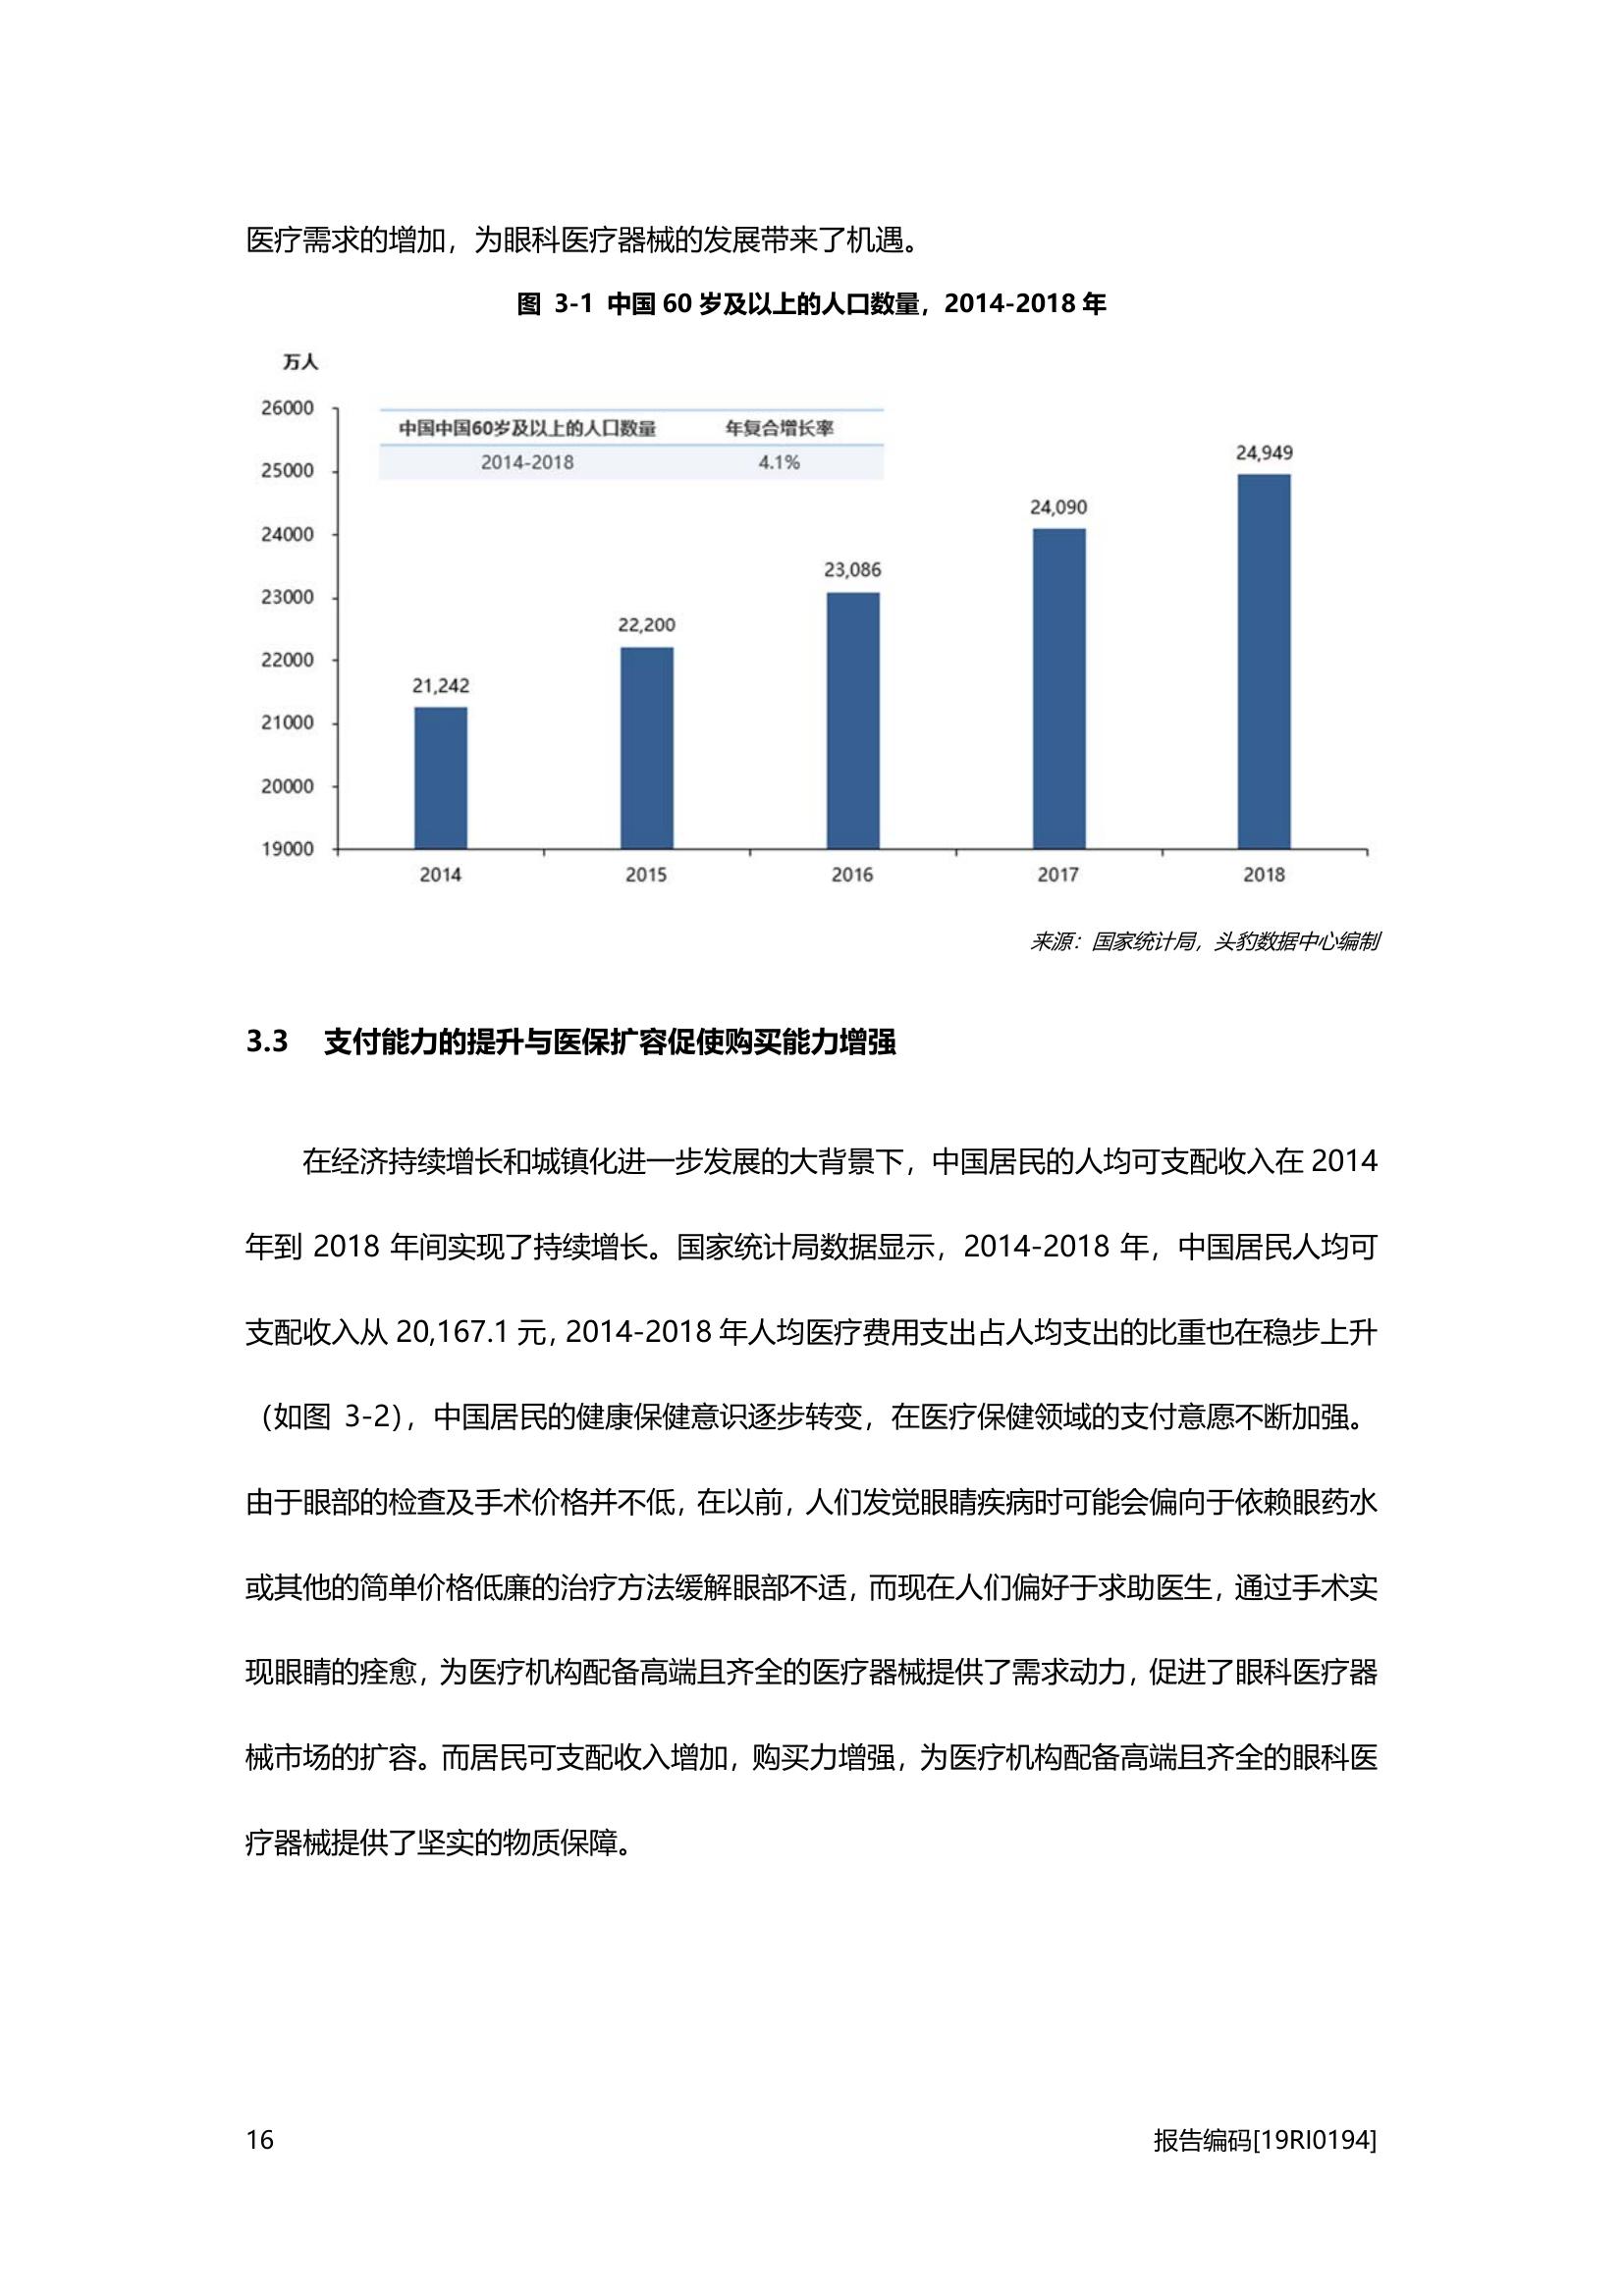 医疗需求的增加，为眼科医疗器械的发展带来了机遇。
图 3-1 中国 60 岁及以上的人口数量，2014-2018 年
万人
中国中国60岁及以上的人口数量 年复合增长率
2014-2018 4.1%
26000
25000
24000
23000
22000
21000
20000
19000
21,242
22,200
23,086
24,090
24,949
2014 2015 2016 2017 2018
来源：国家统计局，头豹数据中心编制
3.3 支付能力的提升与医保扩容促使购买能力增强
在经济持续增长和城镇化进一步发展的大背景下，中国居民的人均可支配收入在 2014
年到 2018 年间实现了持续增长。国家统计局数据显示，2014-2018 年，中国居民人均可
支配收入从 20,167.1 元，2014-2018 年人均医疗费用支出占人均支出的比重也在稳步上升
（如图 3-2），中国居民的健康保健意识逐步转变，在医疗保健领域的支付意愿不断加强。
由于眼部的检查及手术价格并不低，在以前，人们发觉眼睛疾病时可能会偏向于依赖眼药水
或其他的简单价格低廉的治疗方法缓解眼部不适，而现在人们偏好于求助医生，通过手术实
现眼睛的痊愈，为医疗机构配备高端且齐全的医疗器械提供了需求动力，促进了眼科医疗器
械市场的扩容。而居民可支配收入增加，购买力增强，为医疗机构配备高端且齐全的眼科医
疗器械提供了坚实的物质保障。
16 报告编码[19RI0194]